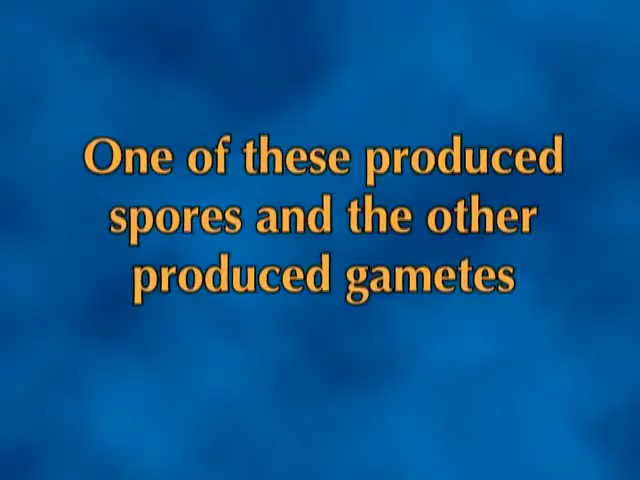 One of these produced
spores and the other
produced gametes